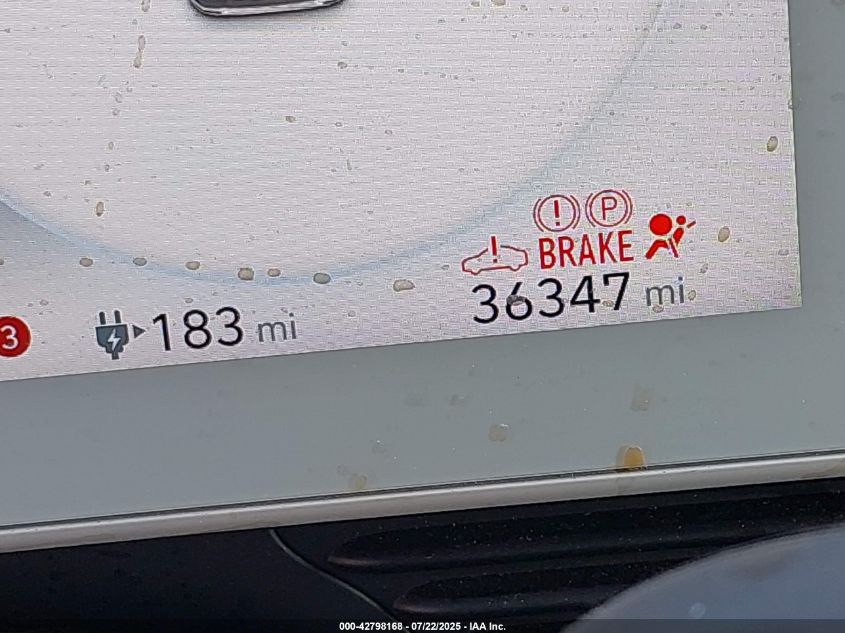 P
BRAKE
36347 mi
3
183 mi
000-42798168 - 07/22/2025 - IAA Inc.